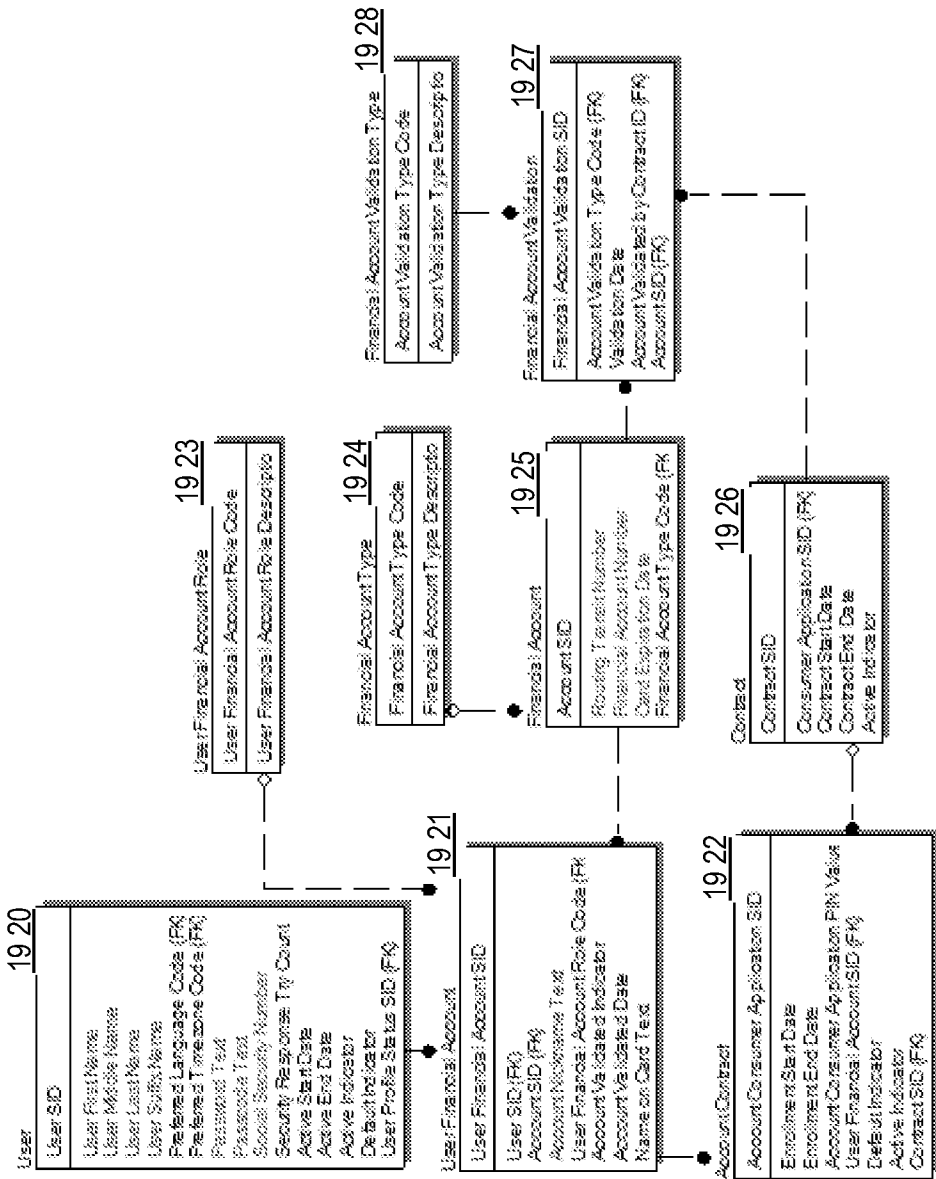 User
19 20
User SID
User First Name
User Middle Name
User Last Name
User Suffix Name
Preferred Language Code (FK)
Preferred Timezone Code (FK)
Password Text
Passcode Text
Social Security Number
Security Response Try Count
Active Start Date
Active End Date
Active Indicator
Default Indicator
User Profile Status SID (FK)
User Financial Account
19 21
User Financial Account SID
User SID (FK)
Account SID (FK)
Account Nickname Text
User Financial Account Role Code (FK
Account Validated Indicator
Account Validated Date
Name on Card Text
Account Contract
19 22
Account Consumer Application SID
Enrollment Start Date
Enrollment End Date
Account Consumer Application PIN Value
User Financial Account SID (FK)
Default Indicator
Active Indicator
Contract SID (FK)
User Financial Account Role
19 23
User Financial Account Role Code
User Financial Account Role Descripto
Financial Account Type
19 24
Financial Account Type Code
Financial Account Type Descripto
Financial Account
19 25
Account SID
Routing Transit Number
Financial Account Number
Card Expiration Date
Financial Account Type Code (FK
Contract
19 26
Contract SID
Consumer Application SID (FK)
Contract Start Date
Contract End Date
Active Indicator
Financial Account Validation Type
19 28
Account Validation Type Code
Account Validation Type Descripto
Financial Account Validation
19 27
Financial Account Validation SID
Account Validation Type Code (FK)
Validation Date
Account Validated by Contract ID (FK)
Account SID (FK)